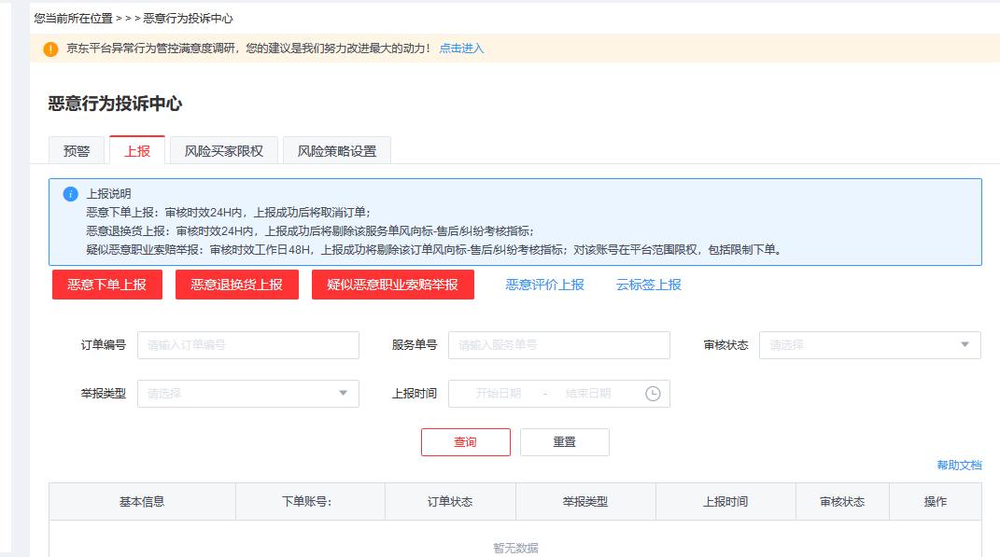 您当前所在位置 > > > 恶意行为投诉中心
京东平台异常行为管控满意度调研，您的建议是我们努力改进最大的动力！ 点击进入
恶意行为投诉中心
预警 上报 风险买家限权 风险策略设置
上报说明
恶意下单上报：审核时效24H内，上报成功后将取消订单；
恶意退换货上报：审核时效24H内，上报成功后将剔除该服务单风向标-售后/纠纷考核指标；
疑似恶意职业索赔举报：审核时效工作日48H，上报成功将剔除该订单风向标-售后/纠纷考核指标；对该账号在平台范围限权，包括限制下单。
恶意下单上报 恶意退换货上报 疑似恶意职业索赔举报 恶意评价上报 云标签上报
订单编号 请输入订单编号 服务单号 请输入服务单号 审核状态 请选择
举报类型 请选择 上报时间 开始日期 - 结束日期
查询 重置
帮助文档
基本信息 下单账号: 订单状态 举报类型 上报时间 审核状态 操作
暂无数据